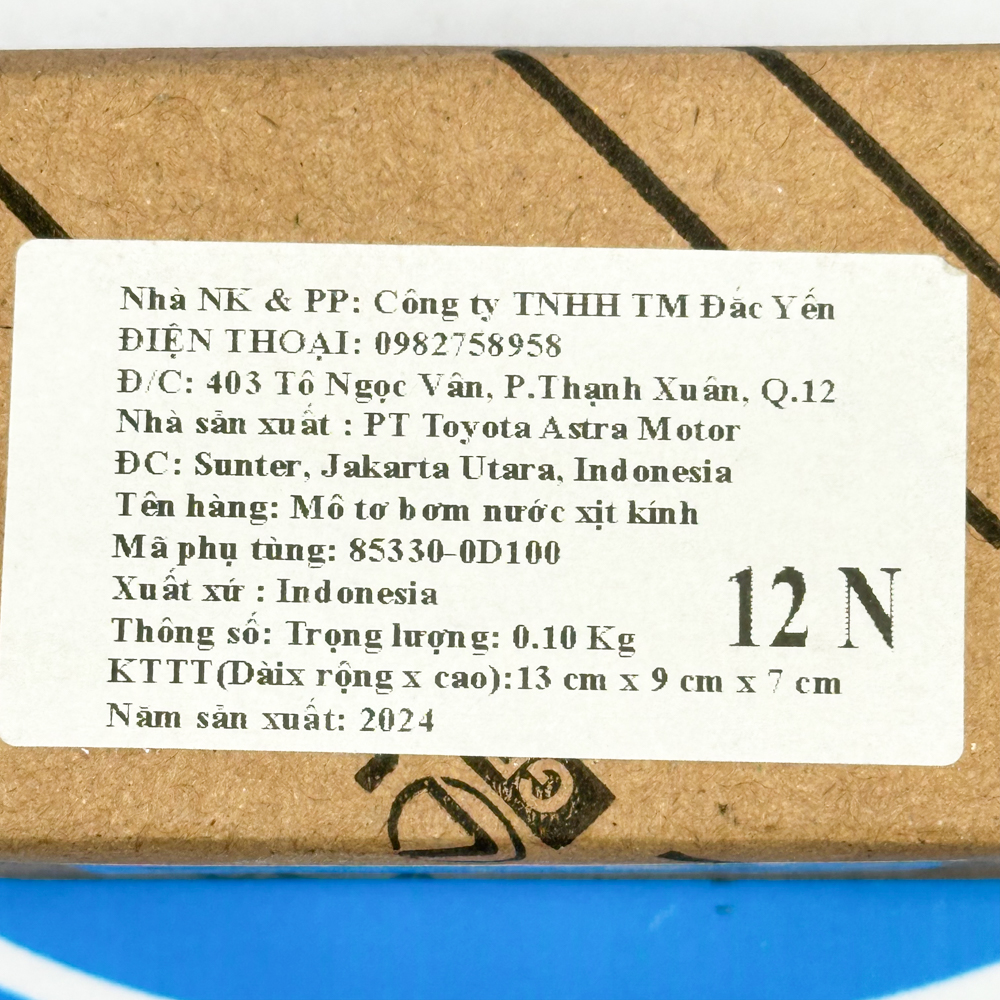 Nhà NK & PP: Công ty TNHH TM Đắc Yến
ĐIỆN THOẠI: 0982758958
Đ/C: 403 Tô Ngọc Vân, P.Thạnh Xuân, Q.12
Nhà sản xuất : PT Toyota Astra Motor
ĐC: Sunter, Jakarta Utara, Indonesia
Tên hàng: Mô tơ bơm nước xịt kính
Mã phụ tùng: 85330-0D100
Xuất xứ : Indonesia
12 N
Thông số: Trọng lượng: 0.10 Kg
KTTT(Dàix rộng x cao):13 cm x 9 cm x 7 cm
Năm sản xuất: 2024